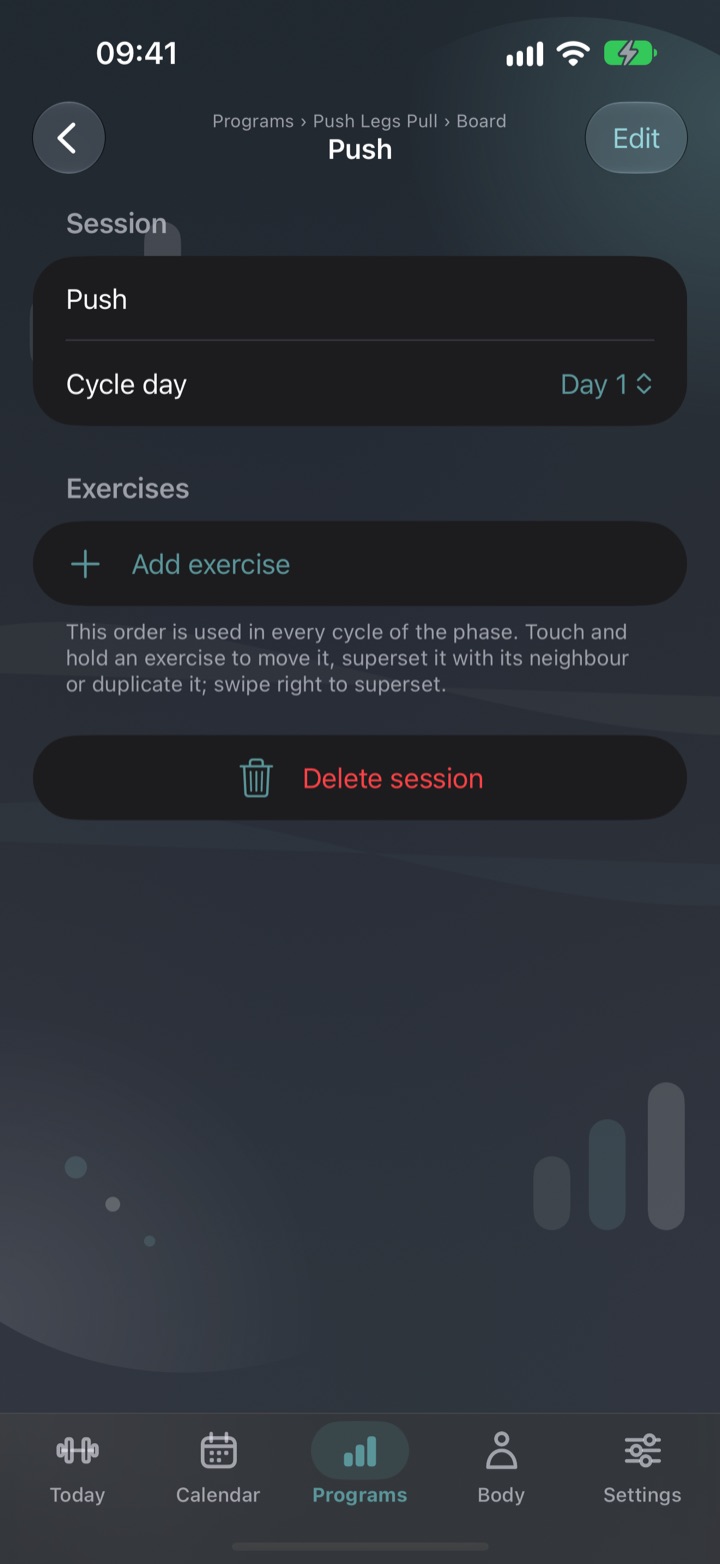 09:41
Programs › Push Legs Pull › Board
Push
Edit
Session
Push
Cycle day
Day 1
Exercises
Add exercise
This order is used in every cycle of the phase. Touch and
hold an exercise to move it, superset it with its neighbour
or duplicate it; swipe right to superset.
Delete session
Today
Calendar
Programs
Body
Settings